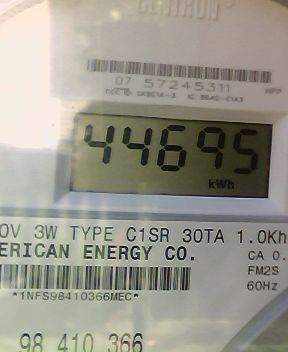 CENTRON®
07 57245311
44695
kWh
0V 3W TYPE C1SR 30TA 1.0Kh
ERICAN ENERGY CO.
CA 0.
FM2S
60Hz
*1NFS98410366MEC*
98 410 366